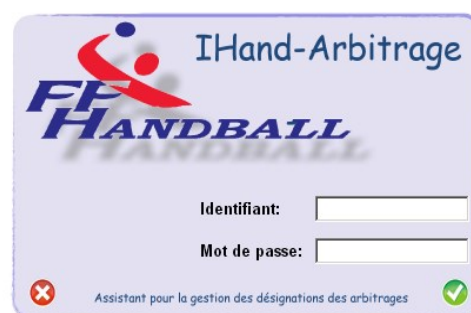 IHand-Arbitrage
FF
HANDBALL
Identifiant:
Mot de passe:
Assistant pour la gestion des désignations des arbitrages